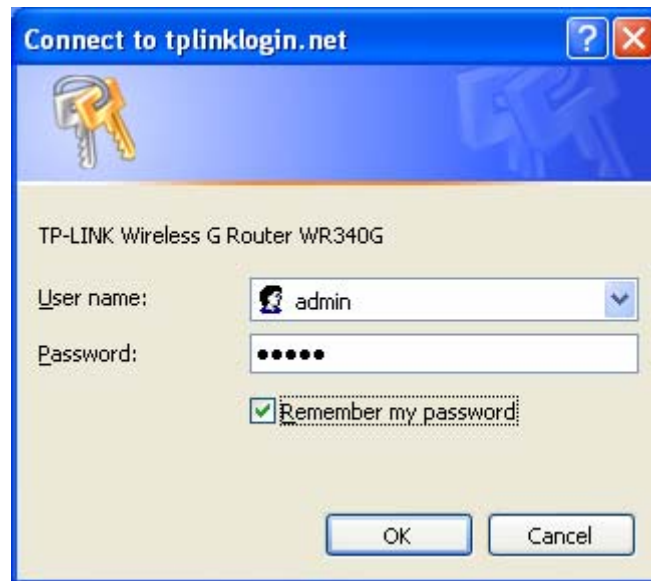 Connect to tplinklogin.net
TP-LINK Wireless G Router WR340G
User name:
admin
Password:
•••••
Remember my password
OK
Cancel